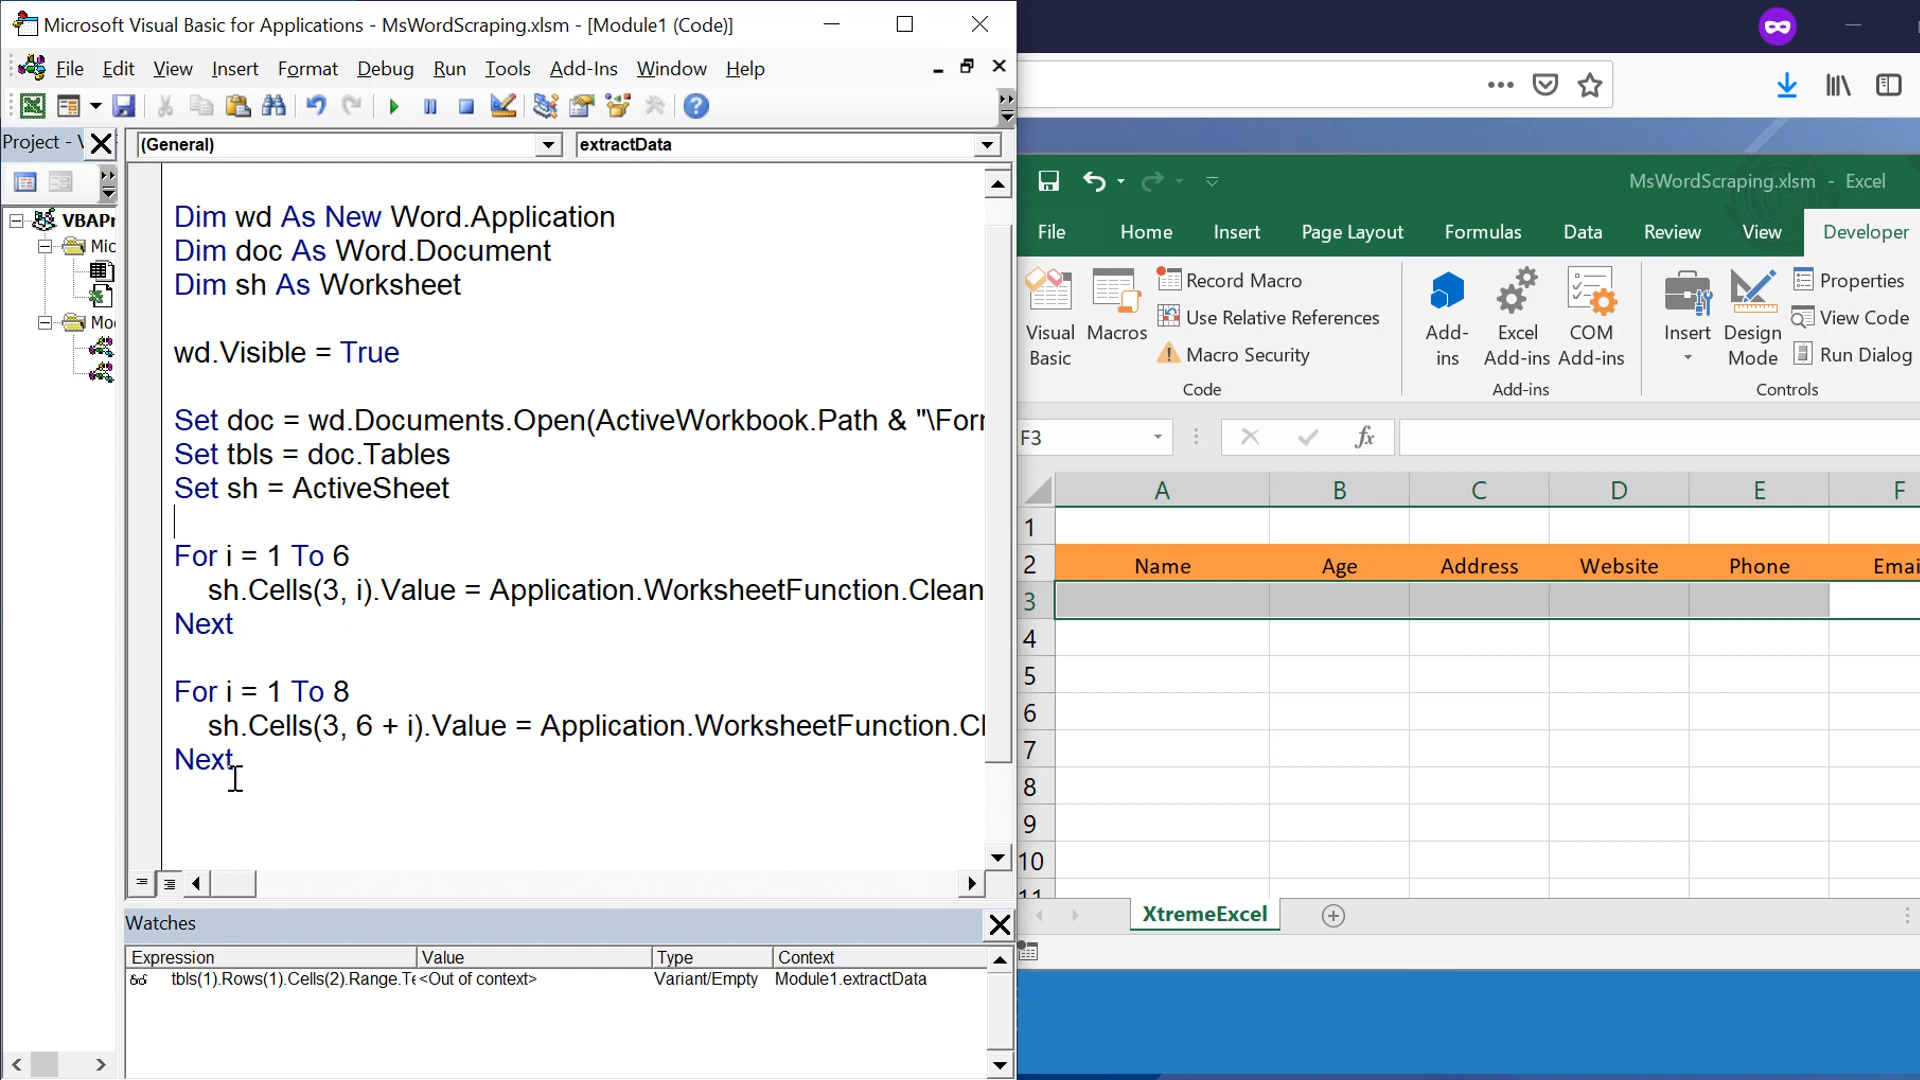 Microsoft Visual Basic for Applications - MsWordScraping.xlsm - [Module1 (Code)]
File Edit View Insert Format Debug Run Tools Add-Ins Window Help
Project -
(General)
extractData
VBAPr
Mic
Mo
Dim wd As New Word.Application
Dim doc As Word.Document
Dim sh As Worksheet
wd.Visible = True
Set doc = wd.Documents.Open(ActiveWorkbook.Path & "\For
Set tbls = doc.Tables
Set sh = ActiveSheet
For i = 1 To 6
sh.Cells(3, i).Value = Application.WorksheetFunction.Clean
Next
For i = 1 To 8
sh.Cells(3, 6 + i).Value = Application.WorksheetFunction.Cl
Next
Watches
Expression Value Type Context
tbls(1).Rows(1).Cells(2).Range.Te <Out of context> Variant/Empty Module1.extractData
MsWordScraping.xlsm - Excel
File Home Insert Page Layout Formulas Data Review View Developer
Visual Basic
Macros
Record Macro
Use Relative References
Macro Security
Code
Add-ins
Excel Add-ins
COM Add-ins
Add-ins
Insert
Design Mode
Properties
View Code
Run Dialog
Controls
F3
fx
A B C D E F
1
2 Name Age Address Website Phone Emai
3
4
5
6
7
8
9
10
11
XtremeExcel